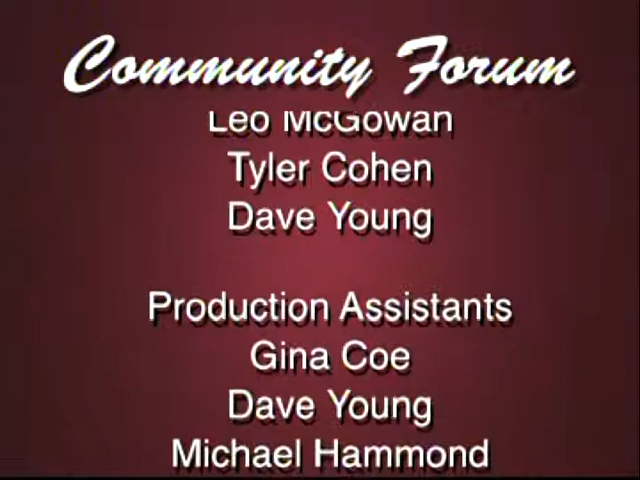 Community Forum
Leo McGowan
Tyler Cohen
Dave Young
Production Assistants
Gina Coe
Dave Young
Michael Hammond